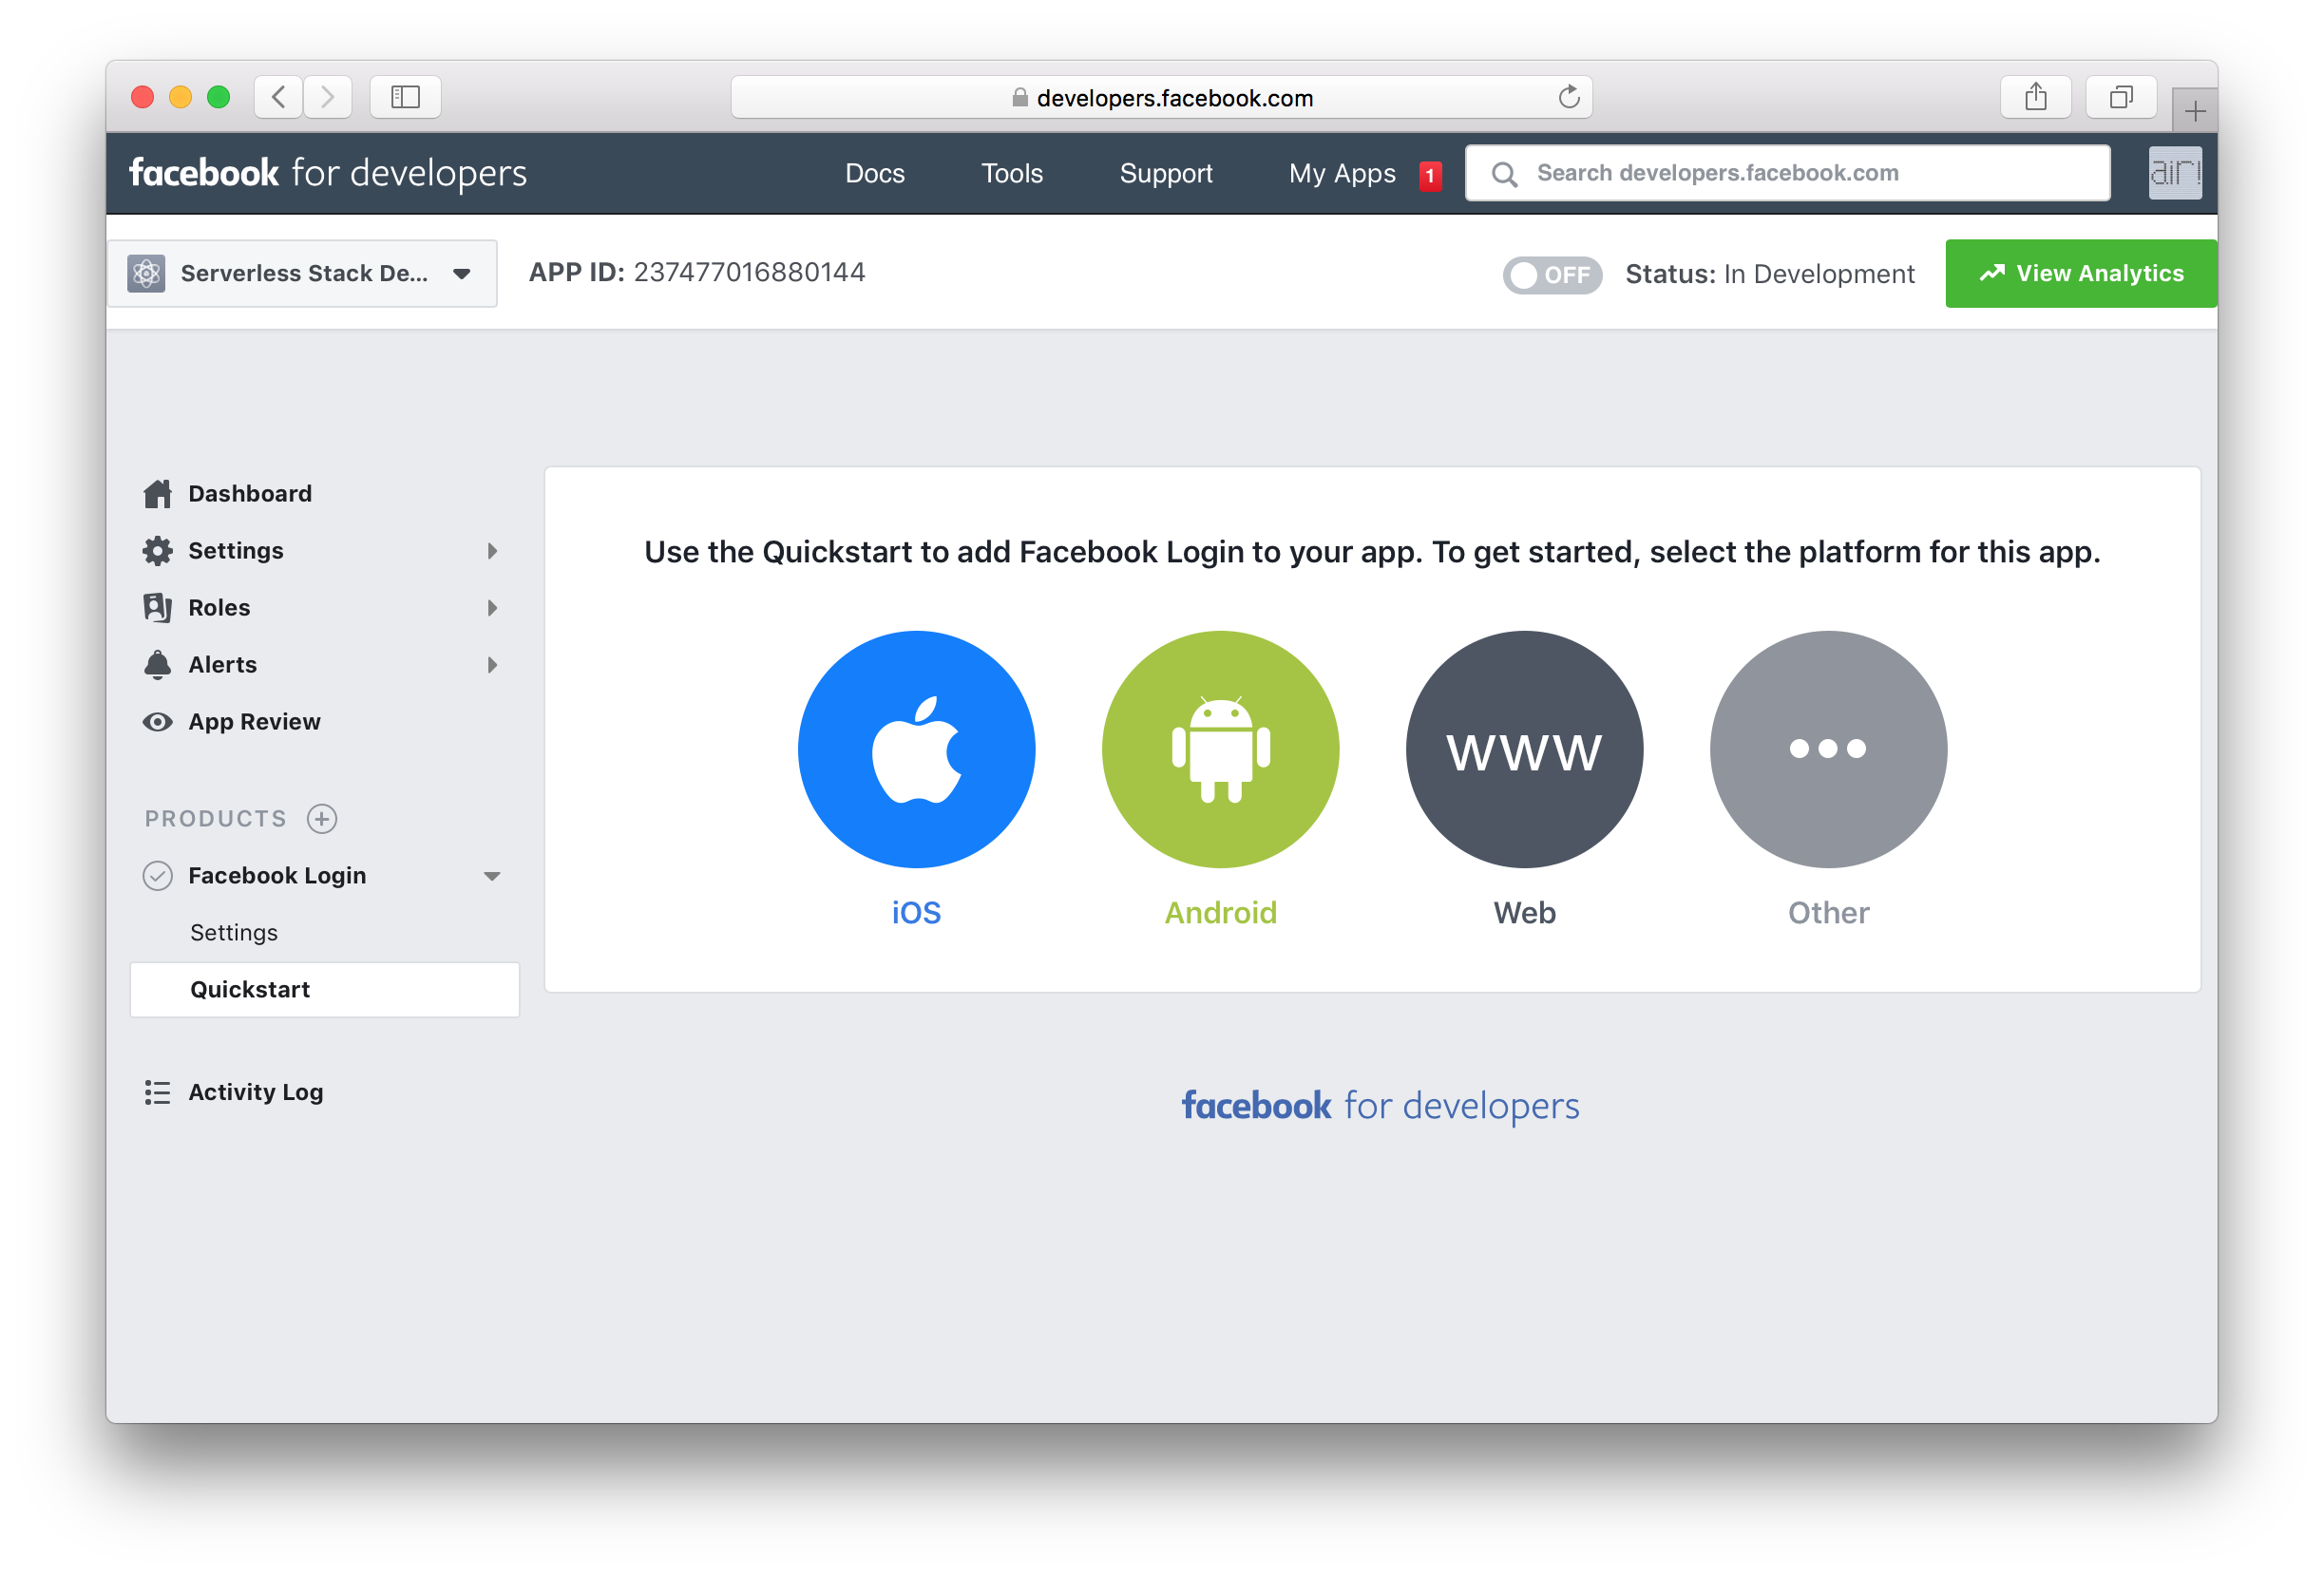 developers.facebook.com
facebook for developers
Docs
Tools
Support
My Apps
1
Search developers.facebook.com
air!
Serverless Stack De...
APP ID: 237477016880144
OFF
Status: In Development
View Analytics
Dashboard
Settings
Roles
Alerts
App Review
PRODUCTS
Facebook Login
Settings
Quickstart
Activity Log
Use the Quickstart to add Facebook Login to your app. To get started, select the platform for this app.
www
iOS
Android
Web
Other
facebook for developers